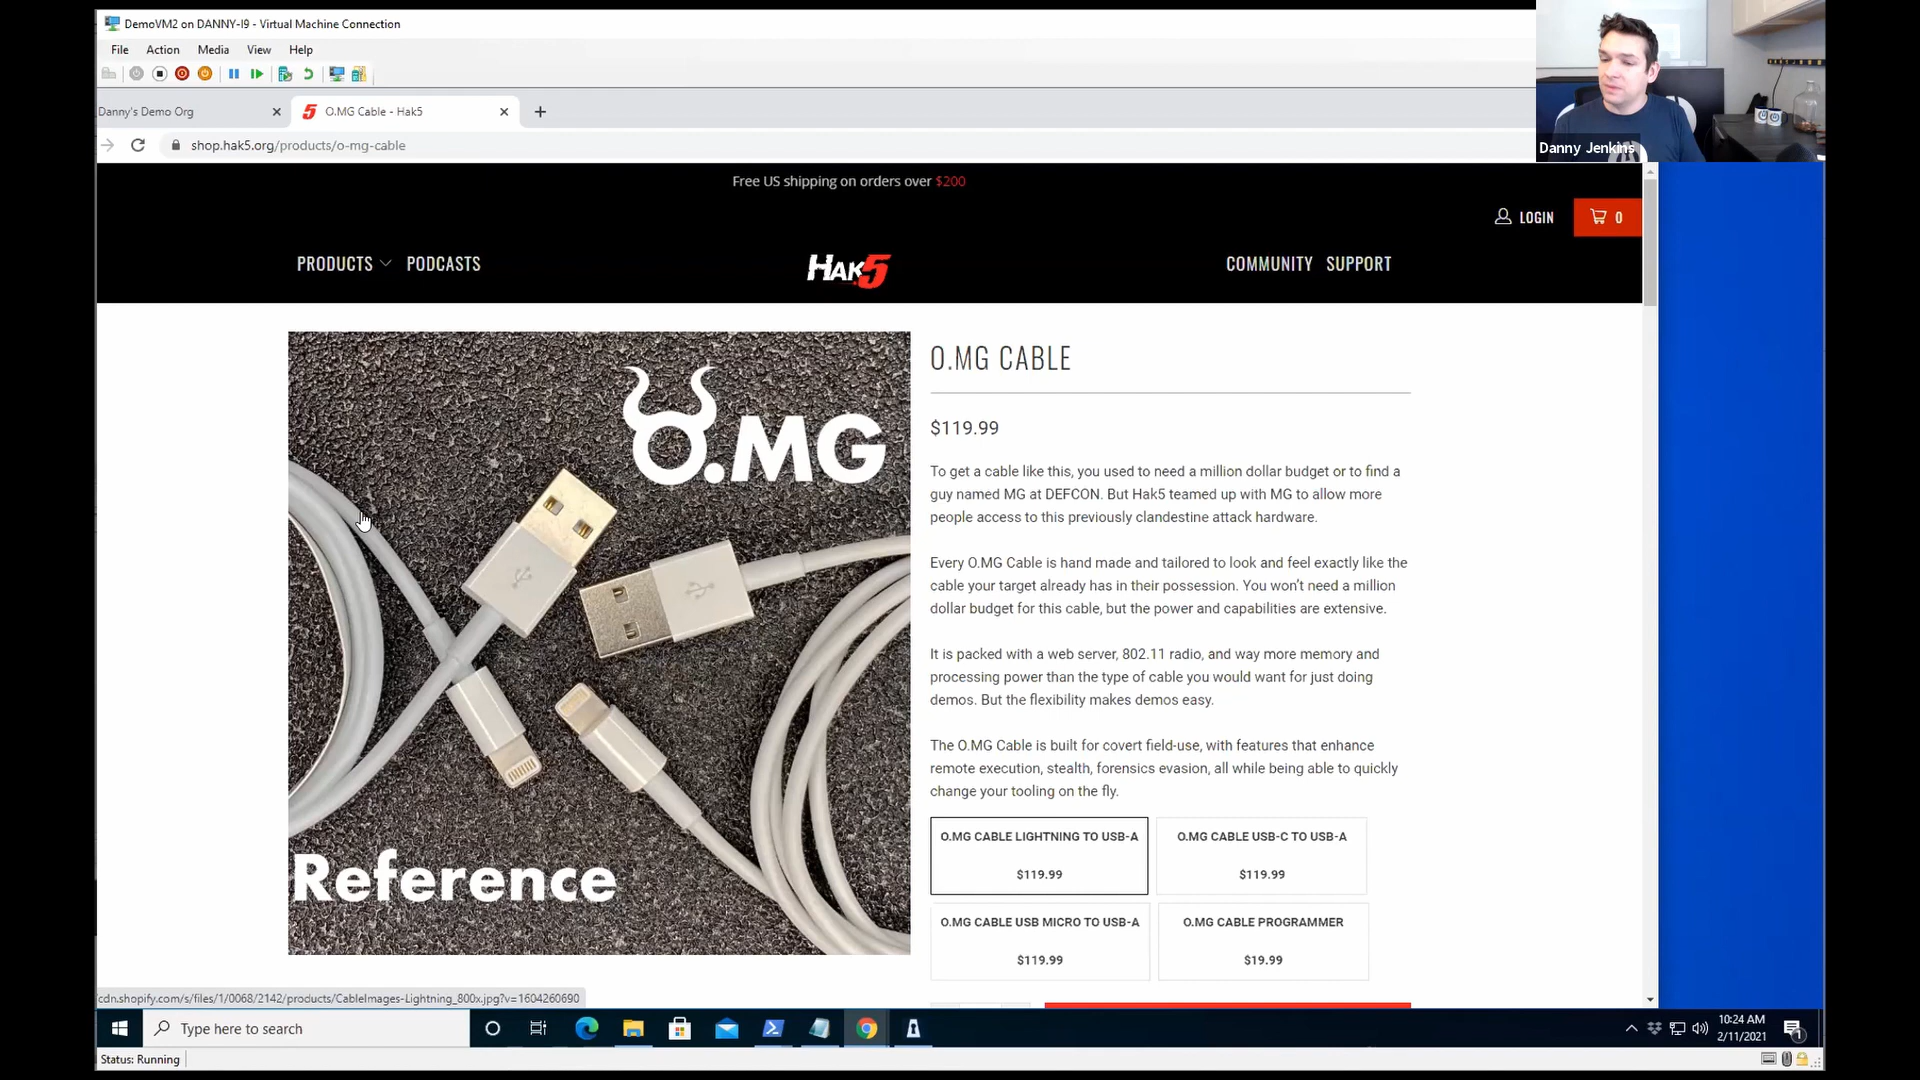 DemoVM2 on DANNY-I9 - Virtual Machine Connection
File Action Media View Help
Danny's Demo Org
O.MG Cable - Hak5
shop.hak5.org/products/o-mg-cable
Danny Jenkins
Free US shipping on orders over $200
LOGIN
0
PRODUCTS PODCASTS
HAK5
COMMUNITY SUPPORT
O.MG
Reference
O.MG CABLE
$119.99
To get a cable like this, you used to need a million dollar budget or to find a
guy named MG at DEFCON. But Hak5 teamed up with MG to allow more
people access to this previously clandestine attack hardware.
Every O.MG Cable is hand made and tailored to look and feel exactly like the
cable your target already has in their possession. You won't need a million
dollar budget for this cable, but the power and capabilities are extensive.
It is packed with a web server, 802.11 radio, and way more memory and
processing power than the type of cable you would want for just doing
demos. But the flexibility makes demos easy.
The O.MG Cable is built for covert field-use, with features that enhance
remote execution, stealth, forensics evasion, all while being able to quickly
change your tooling on the fly.
O.MG CABLE LIGHTNING TO USB-A
$119.99
O.MG CABLE USB-C TO USB-A
$119.99
O.MG CABLE USB MICRO TO USB-A
$119.99
O.MG CABLE PROGRAMMER
$19.99
cdn.shopify.com/s/files/1/0068/2142/products/CableImages-Lightning_800x.jpg?v=1604260690
Type here to search
10:24 AM
2/11/2021
1
Status: Running